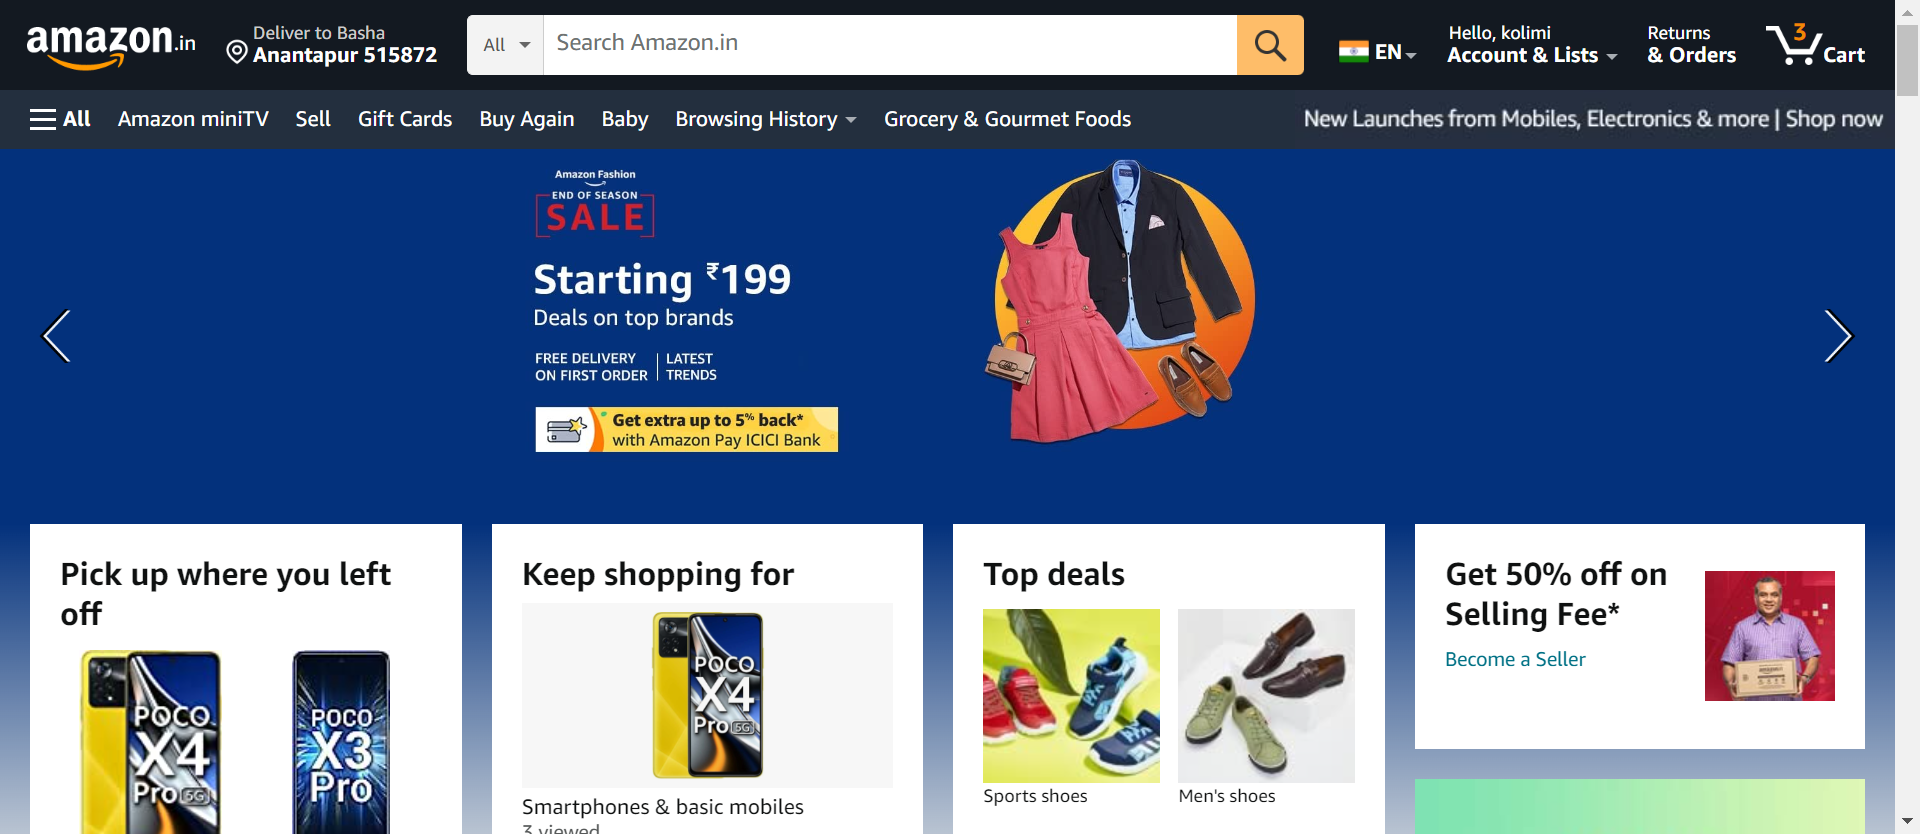 amazon.in
Deliver to Basha
Anantapur 515872
All
Search Amazon.in
EN
Hello, kolimi
Account & Lists
Returns
& Orders
3
Cart
All
Amazon miniTV
Sell
Gift Cards
Buy Again
Baby
Browsing History
Grocery & Gourmet Foods
New Launches from Mobiles, Electronics & more | Shop now
Amazon Fashion
END OF SEASON
SALE
Starting ₹199
Deals on top brands
FREE DELIVERY
ON FIRST ORDER
LATEST
TRENDS
Get extra up to 5% back*
with Amazon Pay ICICI Bank
Pick up where you left
off
POCO
X4
Pro 5G
POCO
X3
Pro
Keep shopping for
POCO
X4
Pro 5G
Smartphones & basic mobiles
3 viewed
Top deals
Sports shoes
Men's shoes
Get 50% off on
Selling Fee*
Become a Seller